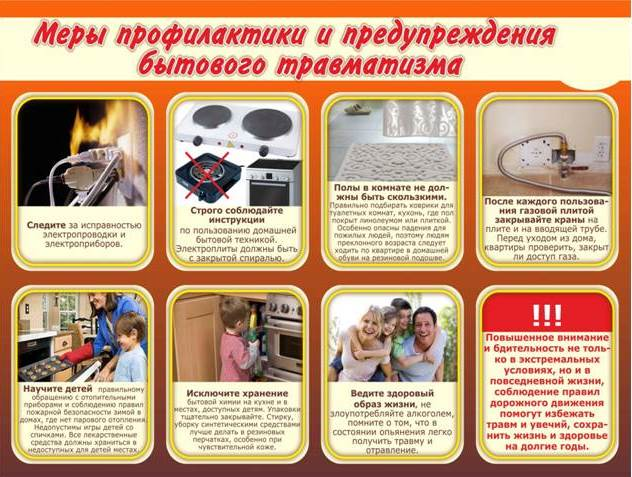 Меры профилактики и предупреждения
бытового травматизма
Следите за исправностью
электропроводки и
электроприборов.
Строго соблюдайте
инструкции
по пользованию домашней
бытовой техникой.
Электроплиты должны быть
с закрытой спиралью.
Полы в комнате не дол-
жны быть скользкими.
Правильно подбирать коврики для
туалетных комнат, кухонь, где пол
покрыт линолеумом или плиткой.
Особенно опасны падения для
пожилых людей, поэтому людям
преклонного возраста следует
ходить по квартире в домашней
обуви на резиновой подошве.
После каждого пользова-
ния газовой плитой
закрывайте краны на
плите и на вводящей трубе.
Перед уходом из дома,
квартиры проверить, закрыт
ли доступ газа.
Научите детей правильному
обращению с отопительными
приборами и соблюдению правил
пожарной безопасности зимой в
домах, где нет парового отопления.
Недопустимы игры детей со
спичками. Все лекарственные
средства должны храниться в
недоступных для детей местах.
Исключите хранение
бытовой химии на кухне и в
местах, доступных детям. Упаковки
тщательно закрывайте. Стирку,
уборку синтетическими средствами
лучше делать в резиновых
перчатках, особенно при
чувствительной коже.
Ведите здоровый
образ жизни, не
злоупотребляйте алкоголем,
помните о том, что в
состоянии опьянения легко
получить травму и
отравление.
!!!
Повышенное внимание
и бдительность не толь-
ко в экстремальных
условиях, но и в
повседневной жизни,
соблюдение правил
дорожного движения
помогут избежать
травм и увечий, сохра-
нить жизнь и здоровье
на долгие годы.